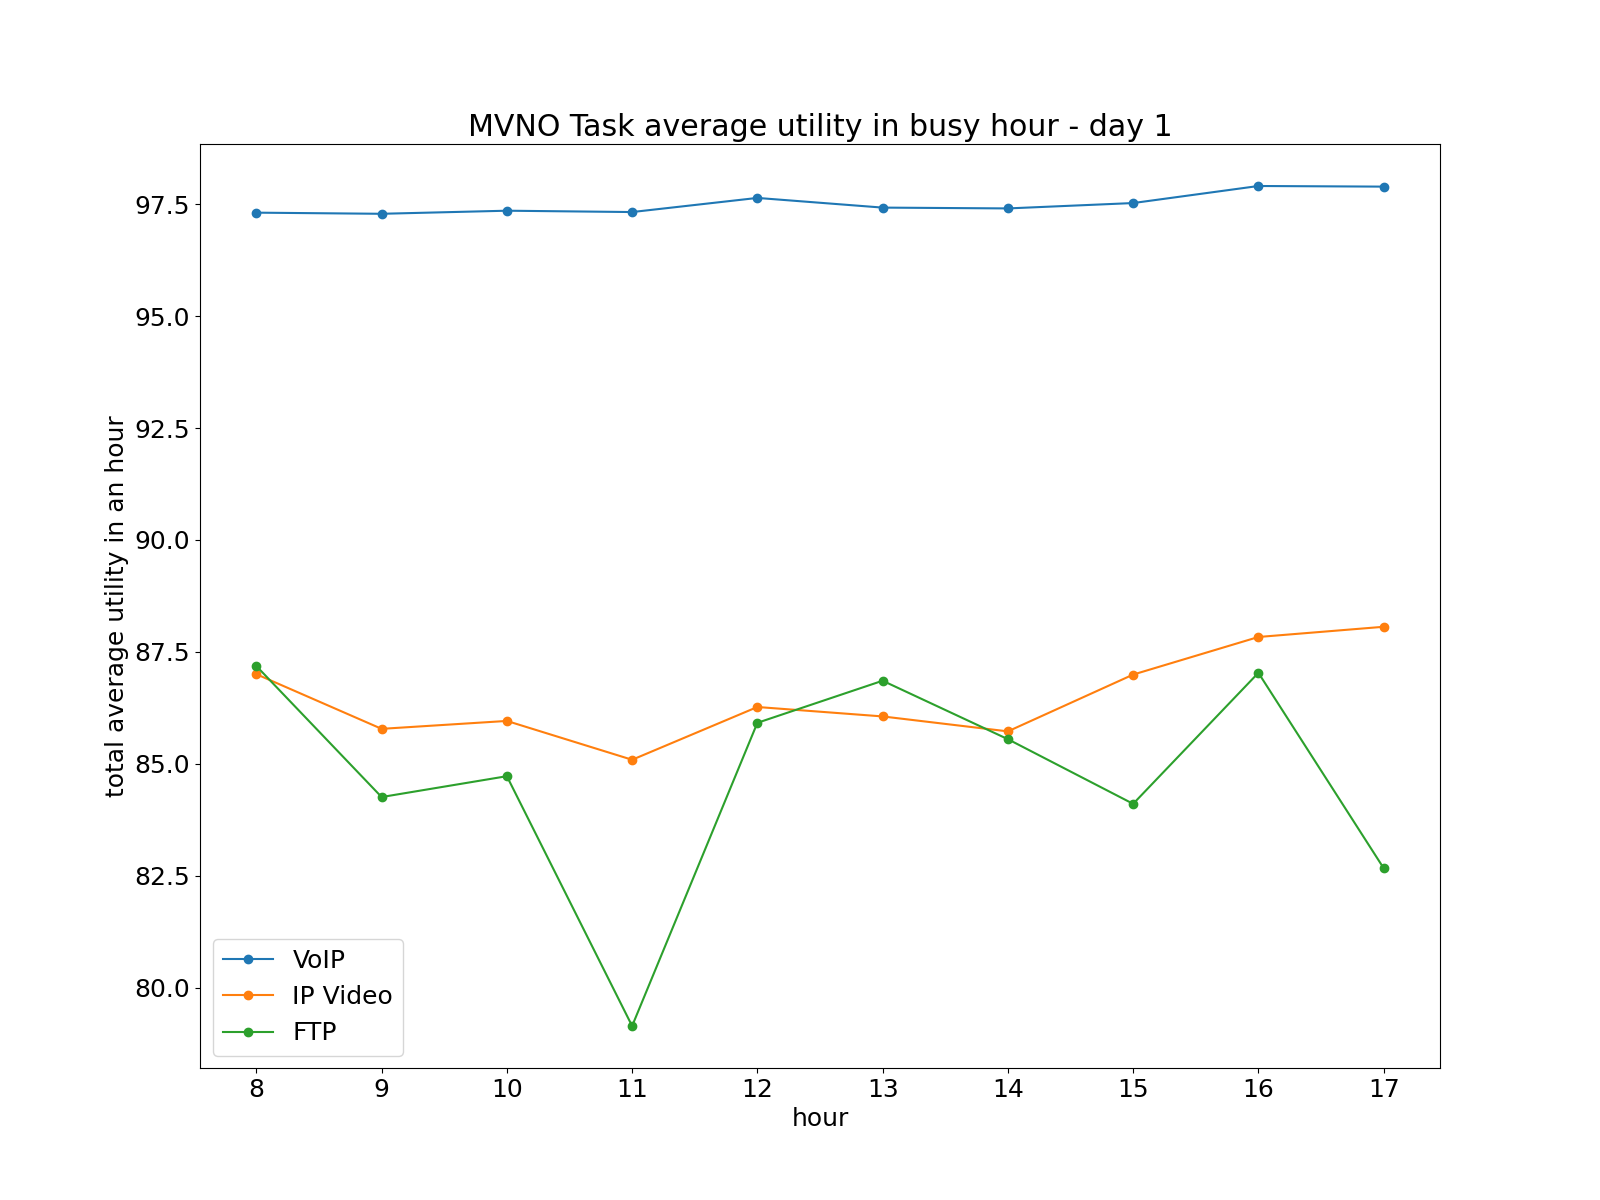 MVNO Task average utility in busy hour - day 1
total average utility in an hour
97.5
95.0
92.5
90.0
87.5
85.0
82.5
80.0
VoIP
IP Video
FTP
8 9 10 11 12 13 14 15 16 17
hour